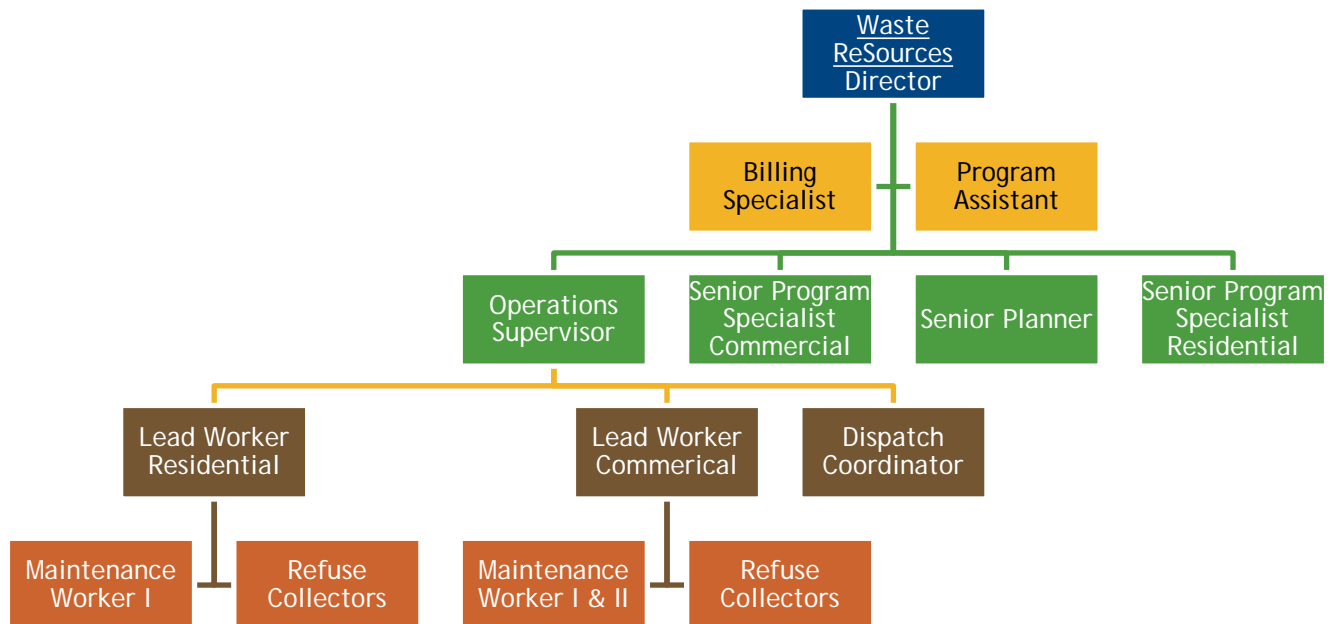 Waste
ReSources
Director
Billing
Specialist
Program
Assistant
Operations
Supervisor
Senior Program
Specialist
Commercial
Senior Planner
Senior Program
Specialist
Residential
Lead Worker
Residential
Lead Worker
Commerical
Dispatch
Coordinator
Maintenance
Worker I
Refuse
Collectors
Maintenance
Worker I & II
Refuse
Collectors